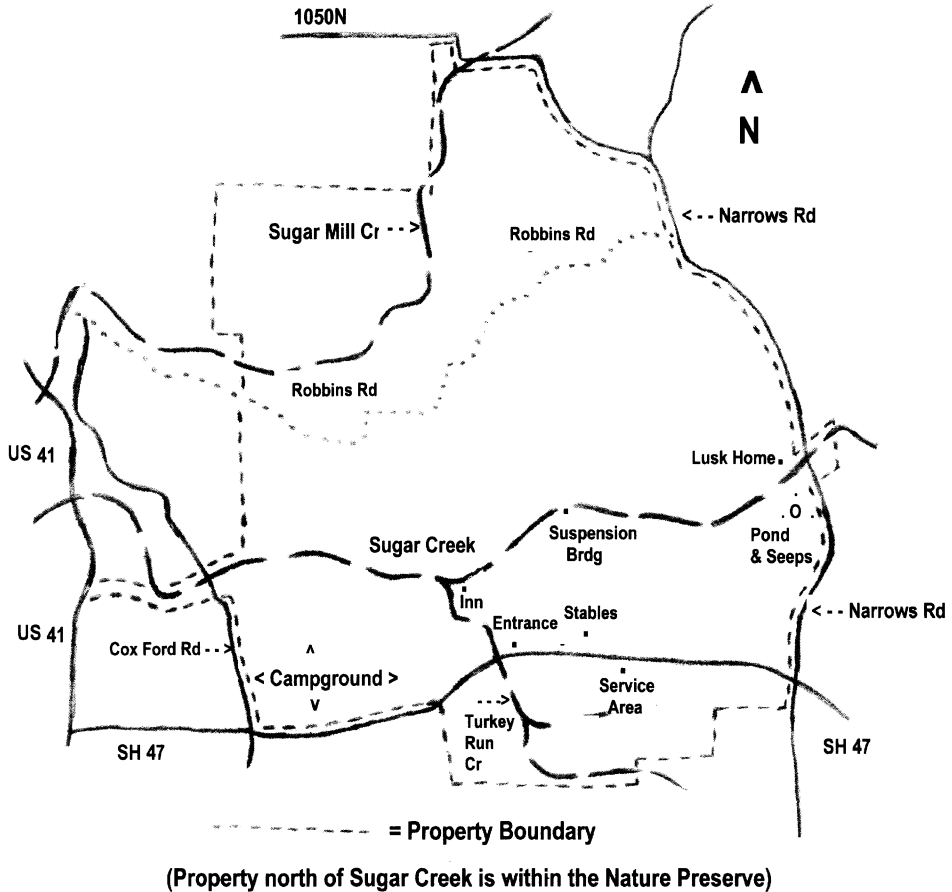 1050N
^
N
Narrows Rd
Sugar Mill Cr
Robbins Rd
Robbins Rd
US 41
Lusk Home
O
Pond
& Seeps
Suspension
Brdg
Sugar Creek
Inn
Narrows Rd
US 41
Cox Ford Rd
Entrance
Stables
^
< Campground >
v
Service
Area
Turkey
Run
Cr
SH 47
SH 47
= Property Boundary
(Property north of Sugar Creek is within the Nature Preserve)